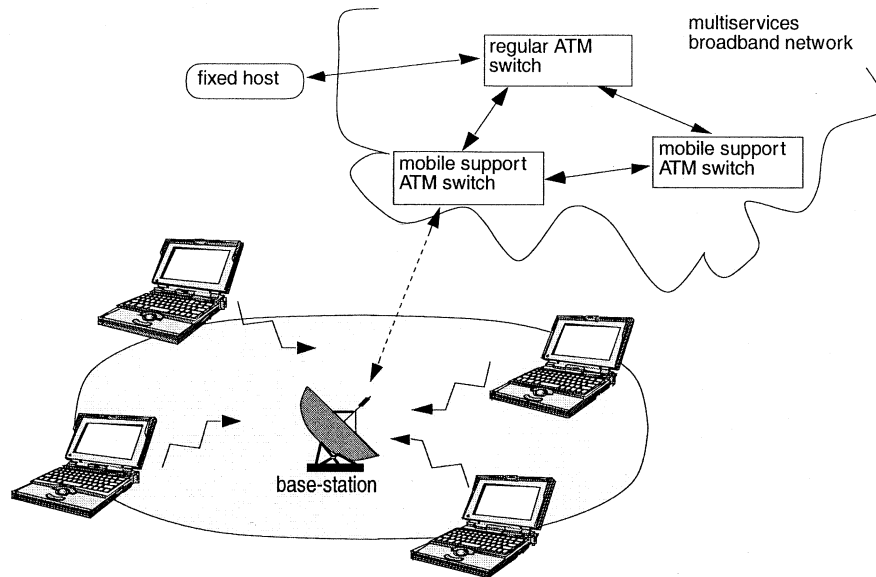 multiservices
broadband network
regular ATM
switch
fixed host
mobile support
ATM switch
mobile support
ATM switch
base-station